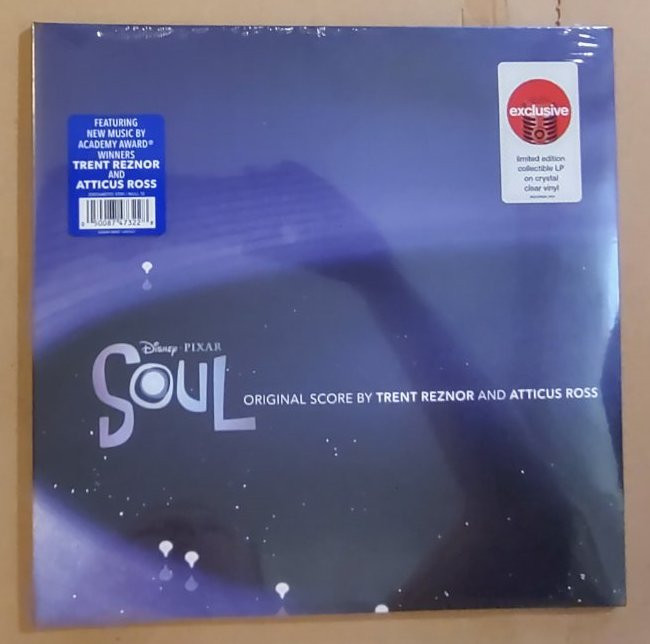 FEATURING
NEW MUSIC BY
ACADEMY AWARD®
WINNERS
TRENT REZNOR
AND
ATTICUS ROSS
exclusive
limited edition
collectible LP
on crystal
clear vinyl
Disney · PIXAR
SOUL
ORIGINAL SCORE BY TRENT REZNOR AND ATTICUS ROSS